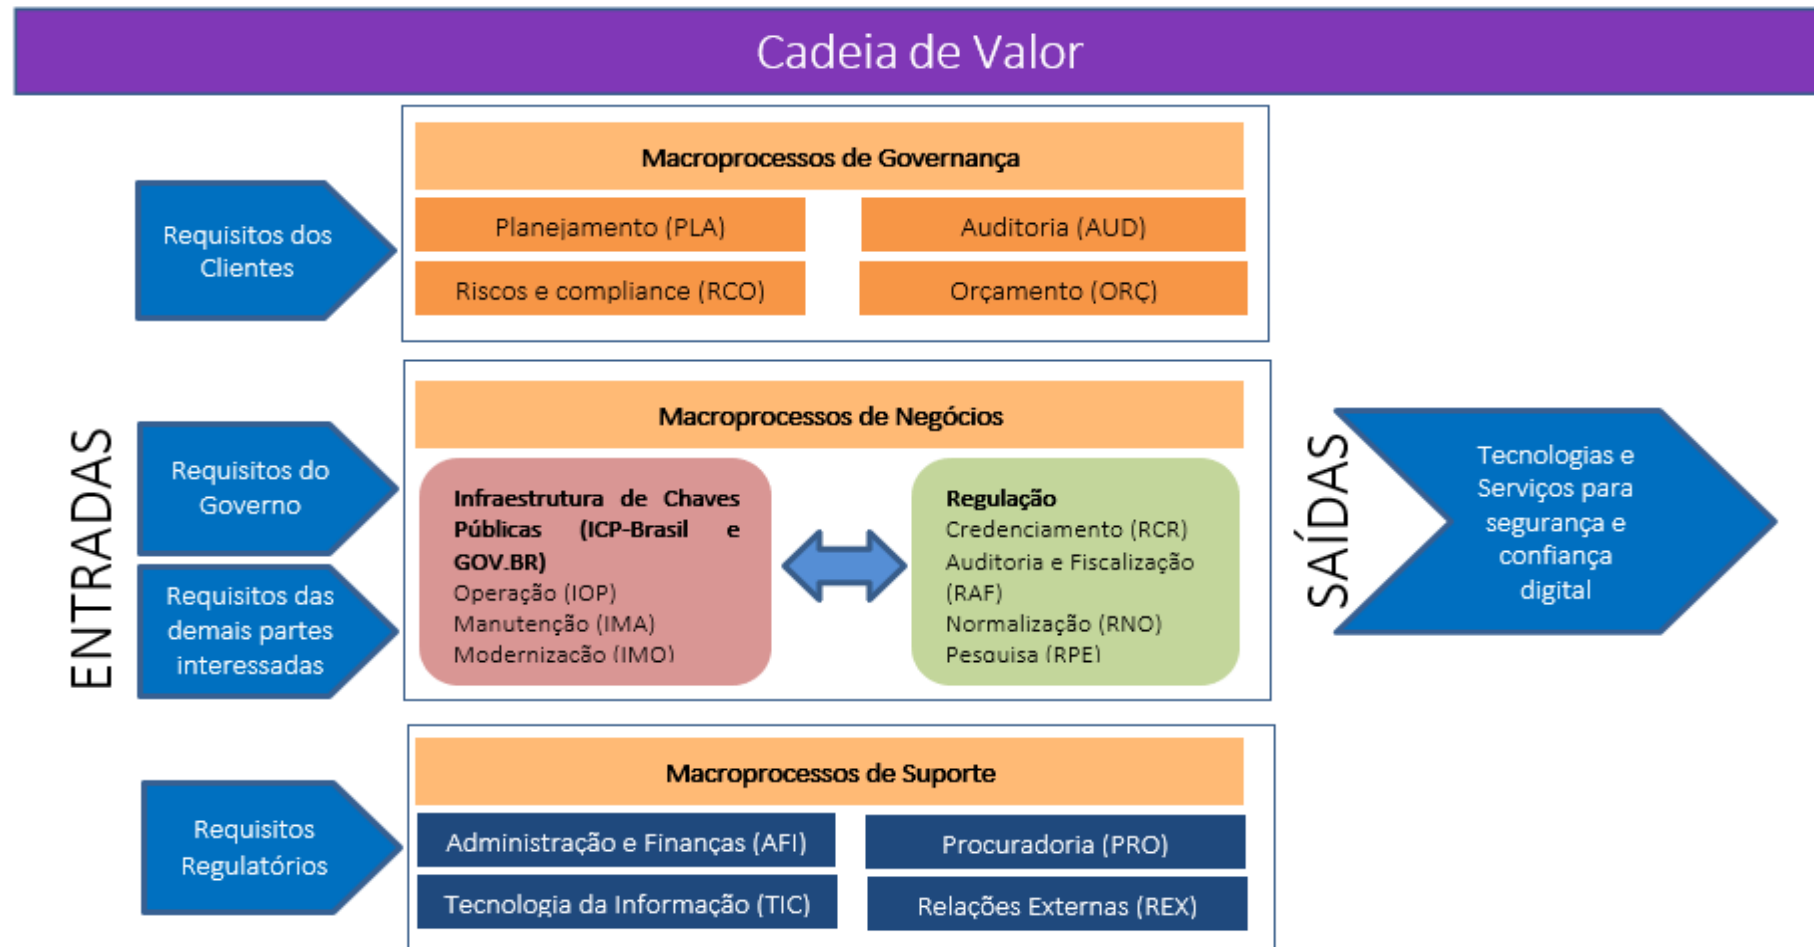 Cadeia de Valor
ENTRADAS
Requisitos dos
Clientes
Requisitos do
Governo
Requisitos das
demais partes
interessadas
Requisitos
Regulatórios
Macroprocessos de Governança
Planejamento (PLA)
Auditoria (AUD)
Riscos e compliance (RCO)
Orçamento (ORÇ)
Macroprocessos de Negócios
Infraestrutura de Chaves
Públicas (ICP-Brasil e
GOV.BR)
Operação (IOP)
Manutenção (IMA)
Modernização (IMO)
Regulação
Credenciamento (RCR)
Auditoria e Fiscalização
(RAF)
Normalização (RNO)
Pesquisa (RPE)
Macroprocessos de Suporte
Administração e Finanças (AFI)
Procuradoria (PRO)
Tecnologia da Informação (TIC)
Relações Externas (REX)
SAÍDAS
Tecnologias e
Serviços para
segurança e
confiança
digital